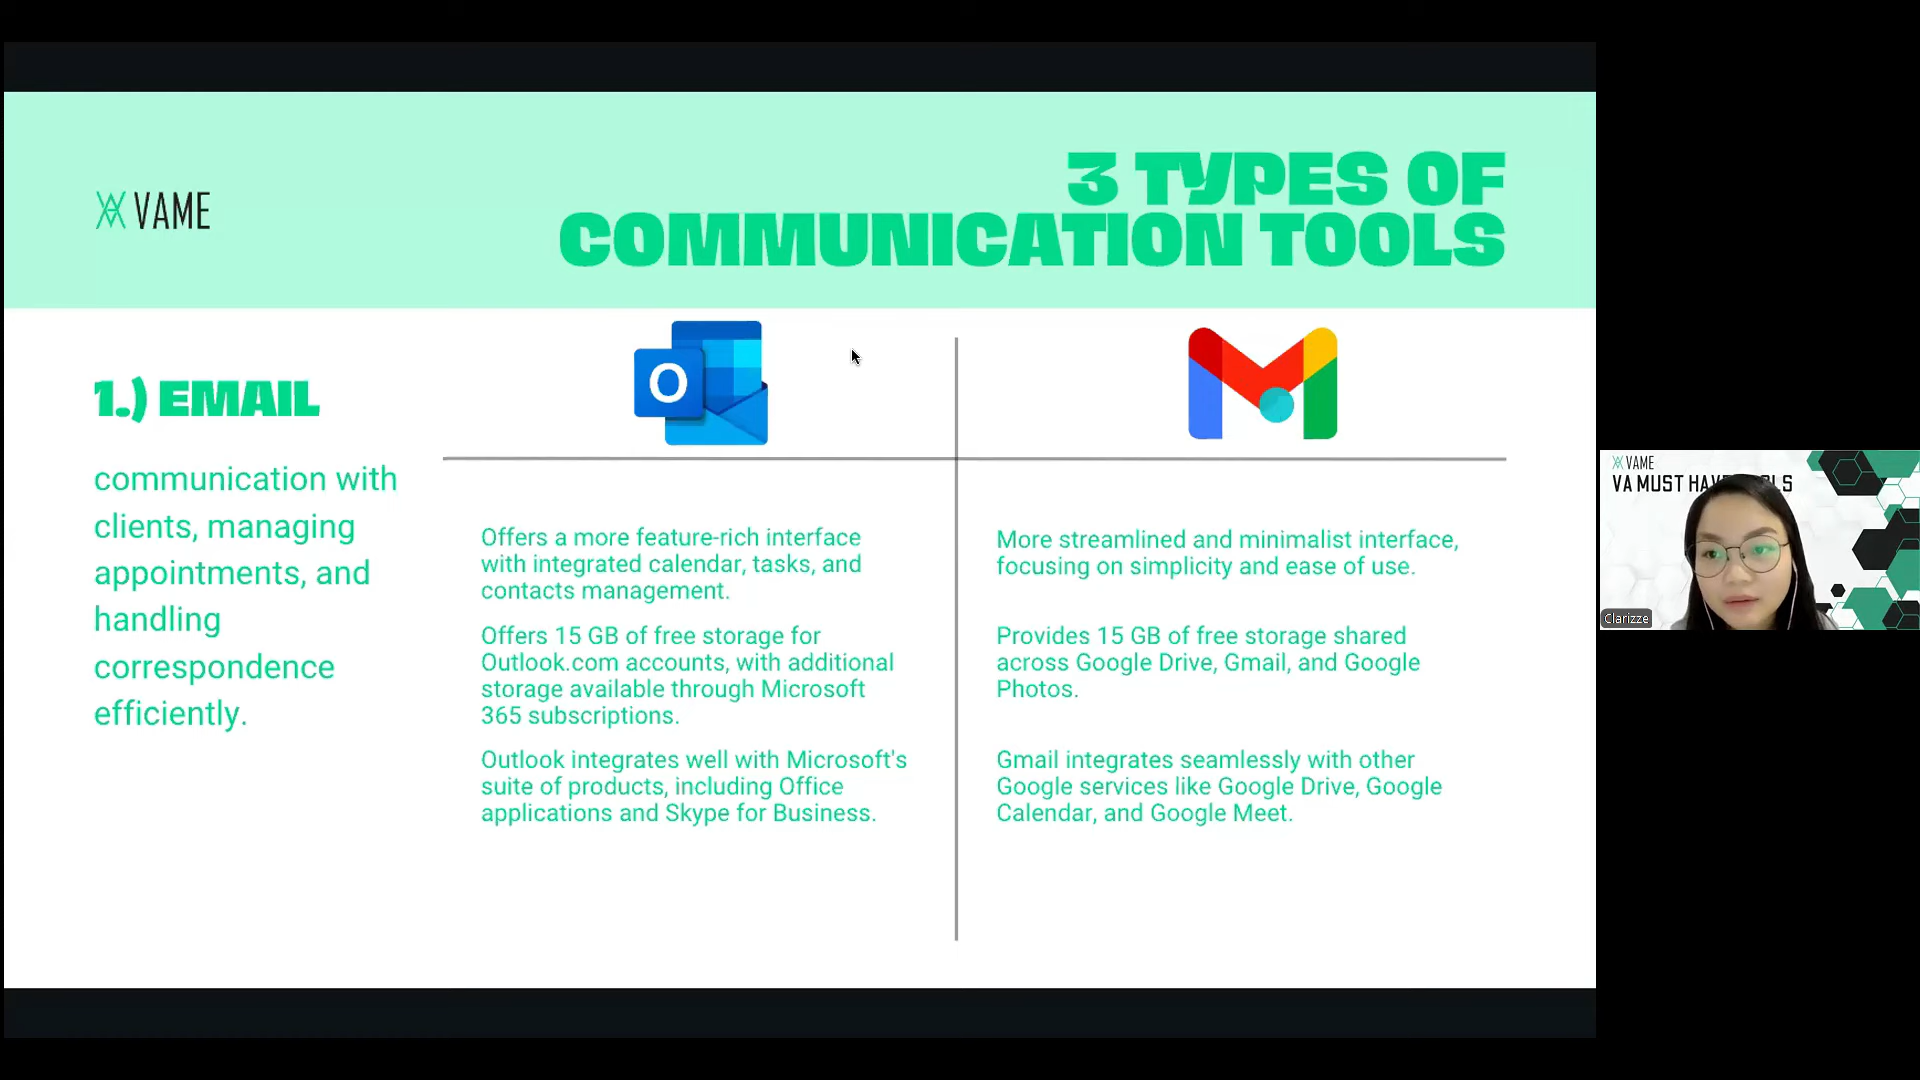 VAME
3 TYPES OF
COMMUNICATION TOOLS
1.) EMAIL
communication with
clients, managing
appointments, and
handling
correspondence
efficiently.
O
Offers a more feature-rich interface
with integrated calendar, tasks, and
contacts management.
Offers 15 GB of free storage for
Outlook.com accounts, with additional
storage available through Microsoft
365 subscriptions.
Outlook integrates well with Microsoft's
suite of products, including Office
applications and Skype for Business.
More streamlined and minimalist interface,
focusing on simplicity and ease of use.
Provides 15 GB of free storage shared
across Google Drive, Gmail, and Google
Photos.
Gmail integrates seamlessly with other
Google services like Google Drive, Google
Calendar, and Google Meet.
VAME
VA MUST
Clarizze